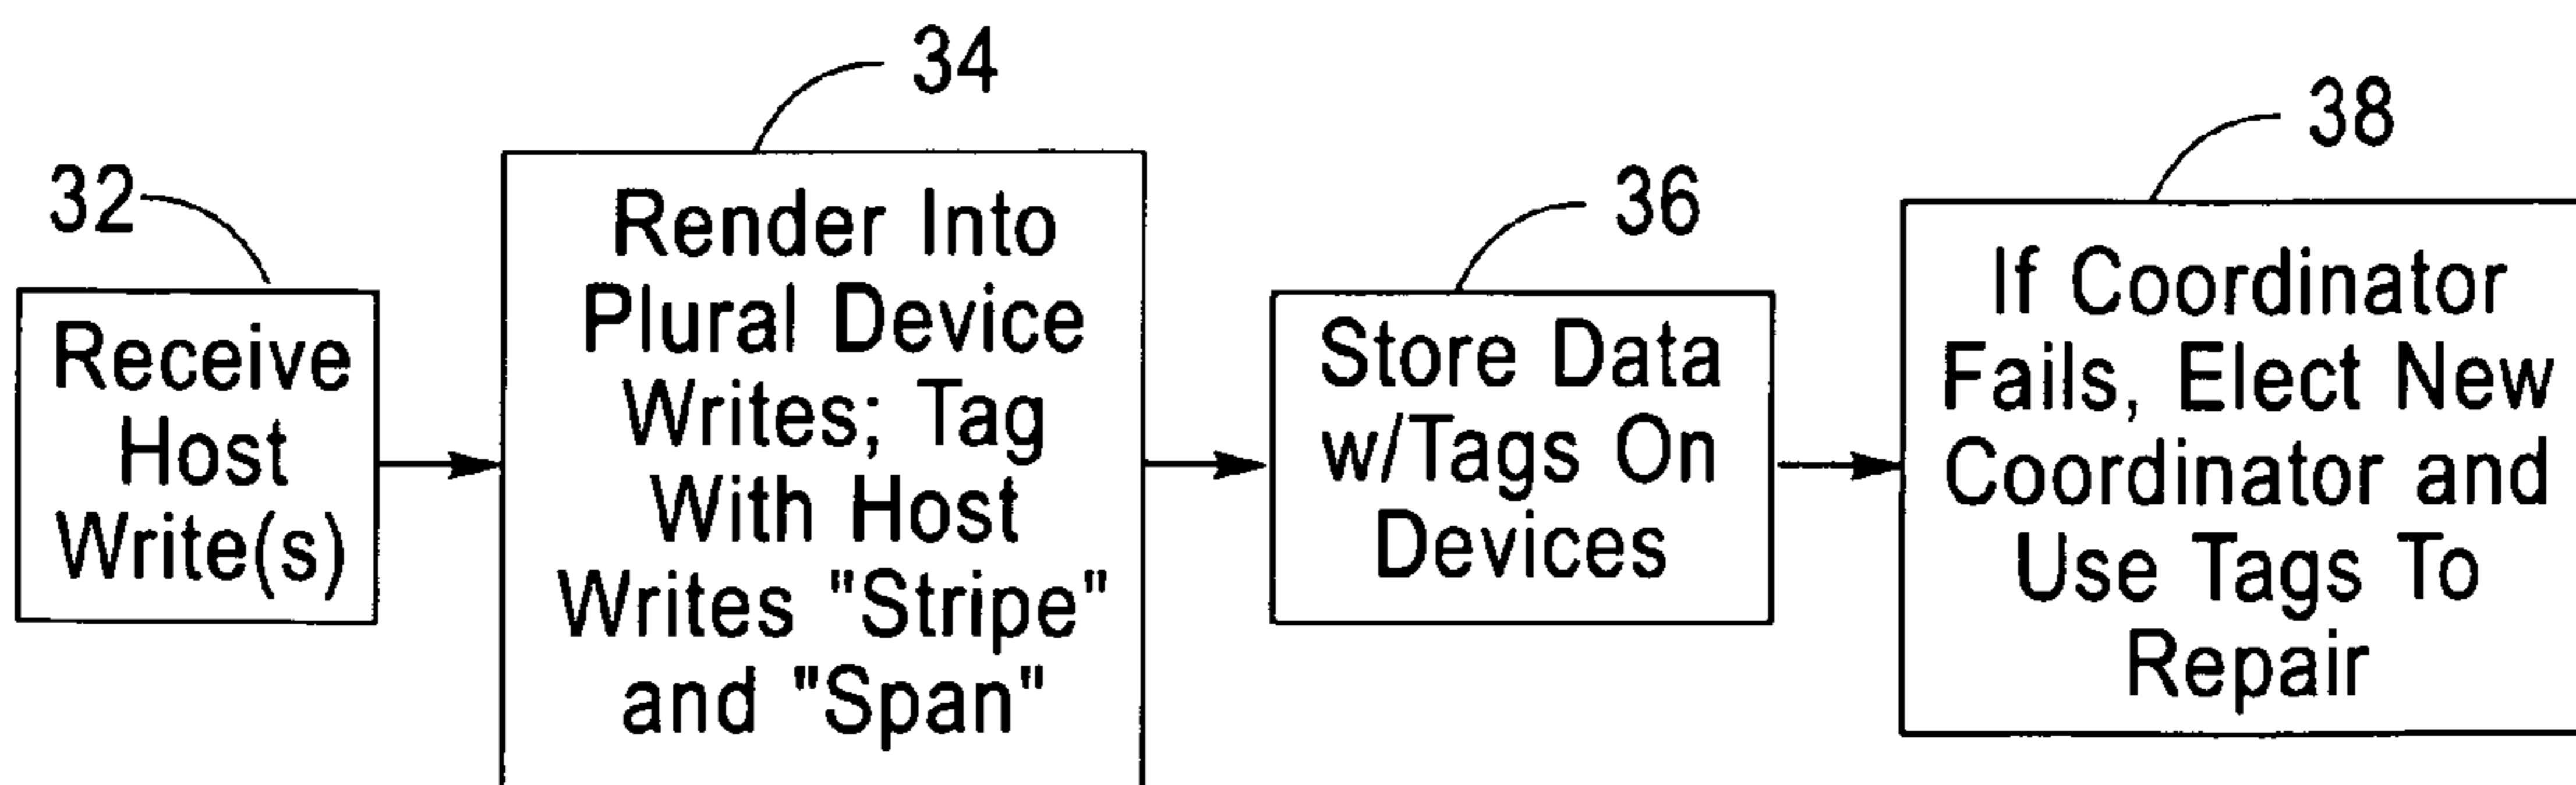 32
Receive
Host
Write(s)
34
Render Into
Plural Device
Writes; Tag
With Host
Writes "Stripe"
and "Span"
36
Store Data
w/Tags On
Devices
38
If Coordinator
Fails, Elect New
Coordinator and
Use Tags To
Repair